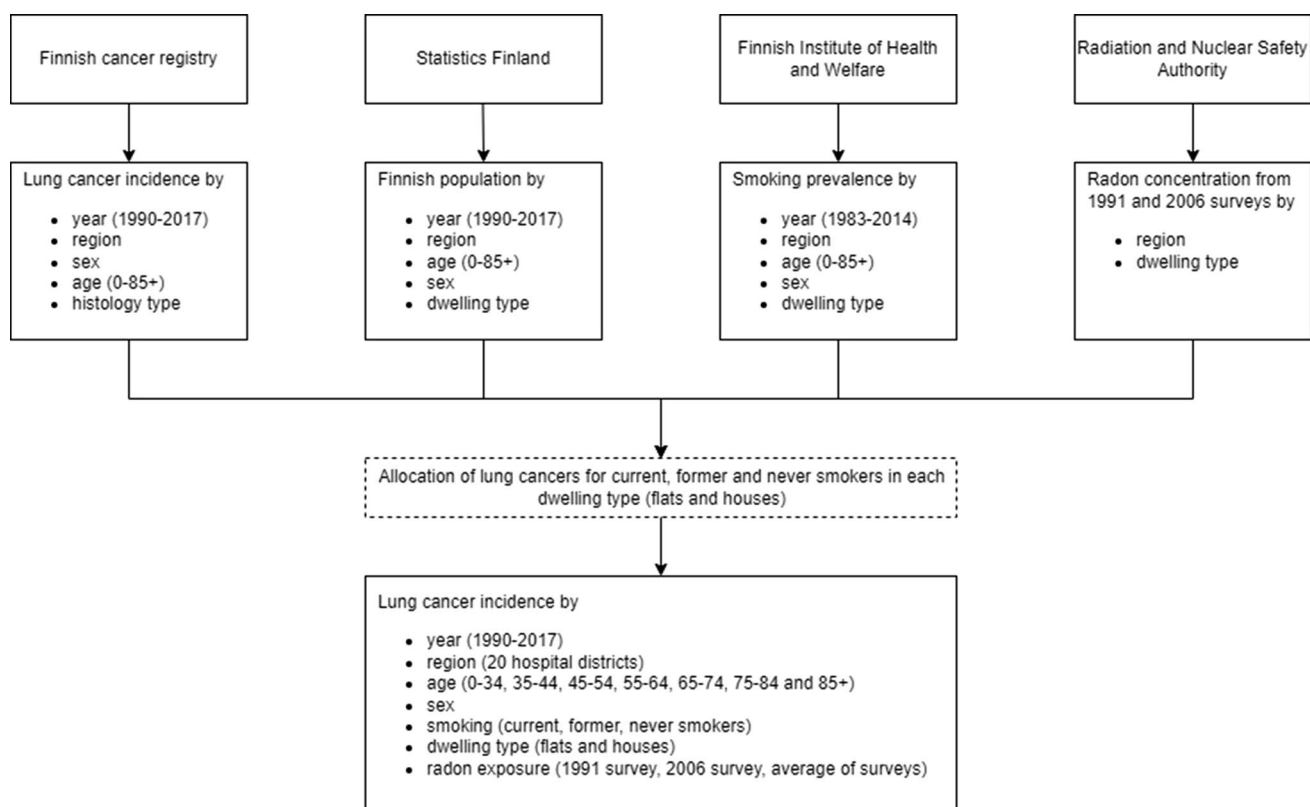 Finnish cancer registry
Statistics Finland
Finnish Institute of Health
and Welfare
Radiation and Nuclear Safety
Authority
Lung cancer incidence by
• year (1990-2017)
• region
• sex
• age (0-85+)
• histology type
Finnish population by
• year (1990-2017)
• region
• age (0-85+)
• sex
• dwelling type
Smoking prevalence by
• year (1983-2014)
• region
• age (0-85+)
• sex
• dwelling type
Radon concentration from
1991 and 2006 surveys by
• region
• dwelling type
Allocation of lung cancers for current, former and never smokers in each
dwelling type (flats and houses)
Lung cancer incidence by
• year (1990-2017)
• region (20 hospital districts)
• age (0-34, 35-44, 45-54, 55-64, 65-74, 75-84 and 85+)
• sex
• smoking (current, former, never smokers)
• dwelling type (flats and houses)
• radon exposure (1991 survey, 2006 survey, average of surveys)